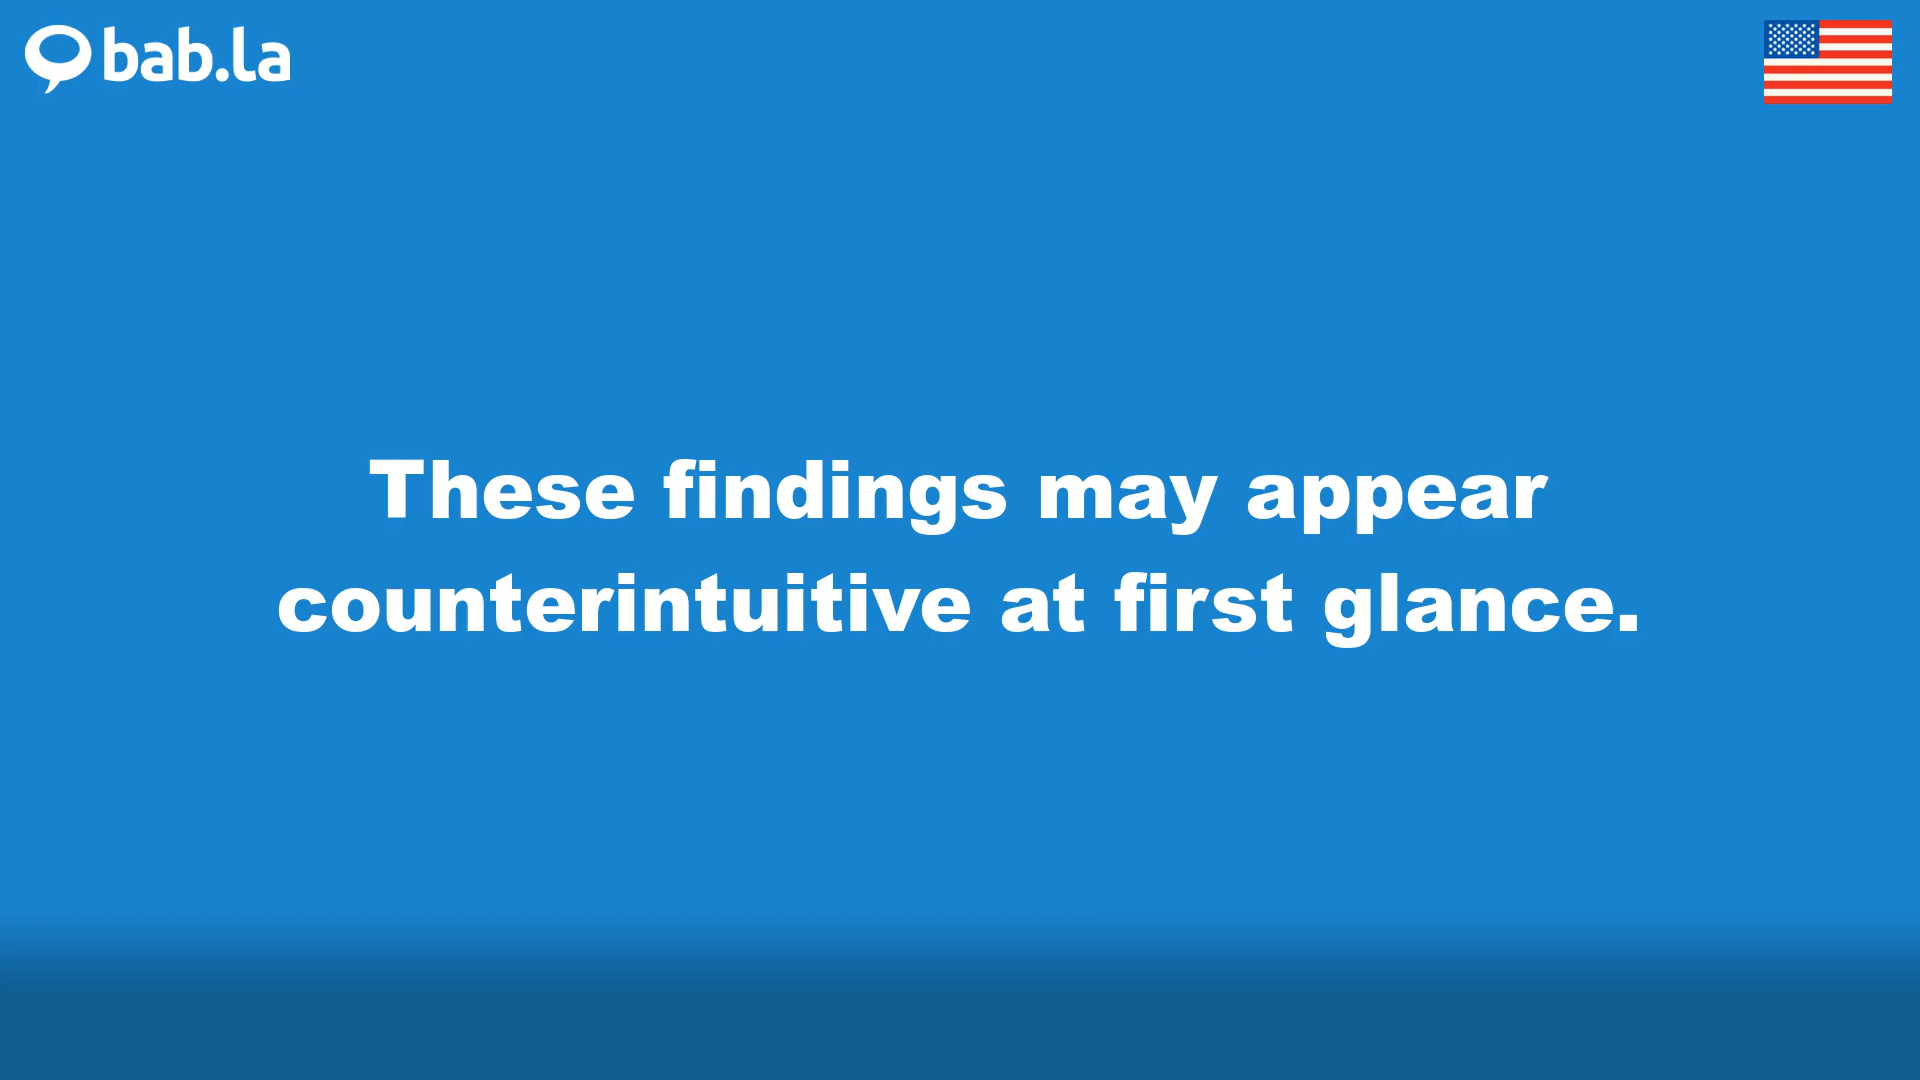 bab.la
These findings may appear
counterintuitive at first glance.